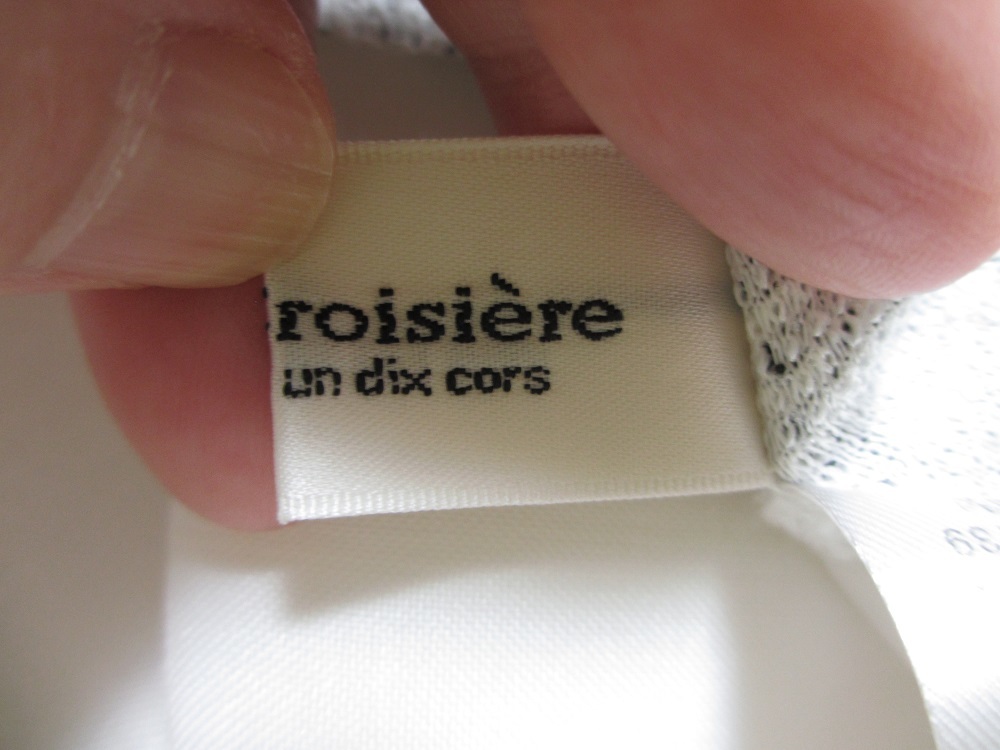 roisière
un dix cors